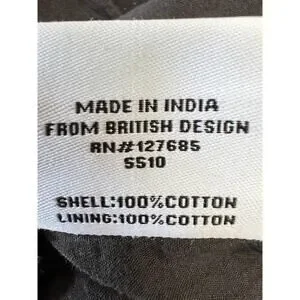 MADE IN INDIA
FROM BRITISH DESIGN
RN#127685
SS10
SHELL:100%COTTON
LINING:100%COTTON